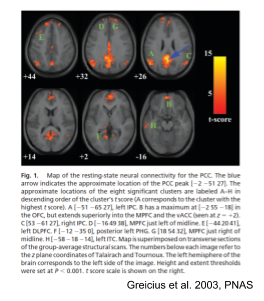 E
D G
A
C
B
+44
+32
+26
15
5
t-score
+14
+2
-16
H
F
B
Fig. 1. Map of the resting-state neural connectivity for the PCC. The blue
arrow indicates the approximate location of the PCC peak [−2 −51 27]. The
approximate locations of the eight significant clusters are labeled A–H in
descending order of the cluster's t score (A corresponds to the cluster with the
highest t score). A [−51 −65 27], left IPC. B has a maximum at [−2 55 −18] in
the OFC, but extends superiorly into the MPFC and the vACC (seen at z = −2).
C [53 −61 27], right IPC. D [−16 49 38], MPFC just left of midline. E [−44 20 41],
left DLPFC. F [−12 −35 0], posterior left PHG. G [18 54 32], MPFC just right of
midline. H [−58 −18 −14], left ITC. Map is superimposed on transverse sections
of the group-average structural scans. The numbers below each image refer to
the z plane coordinates of Talairach and Tournoux. The left hemisphere of the
brain corresponds to the left side of the image. Height and extent thresholds
were set at P < 0.001. t score scale is shown on the right.
Greicius et al. 2003, PNAS